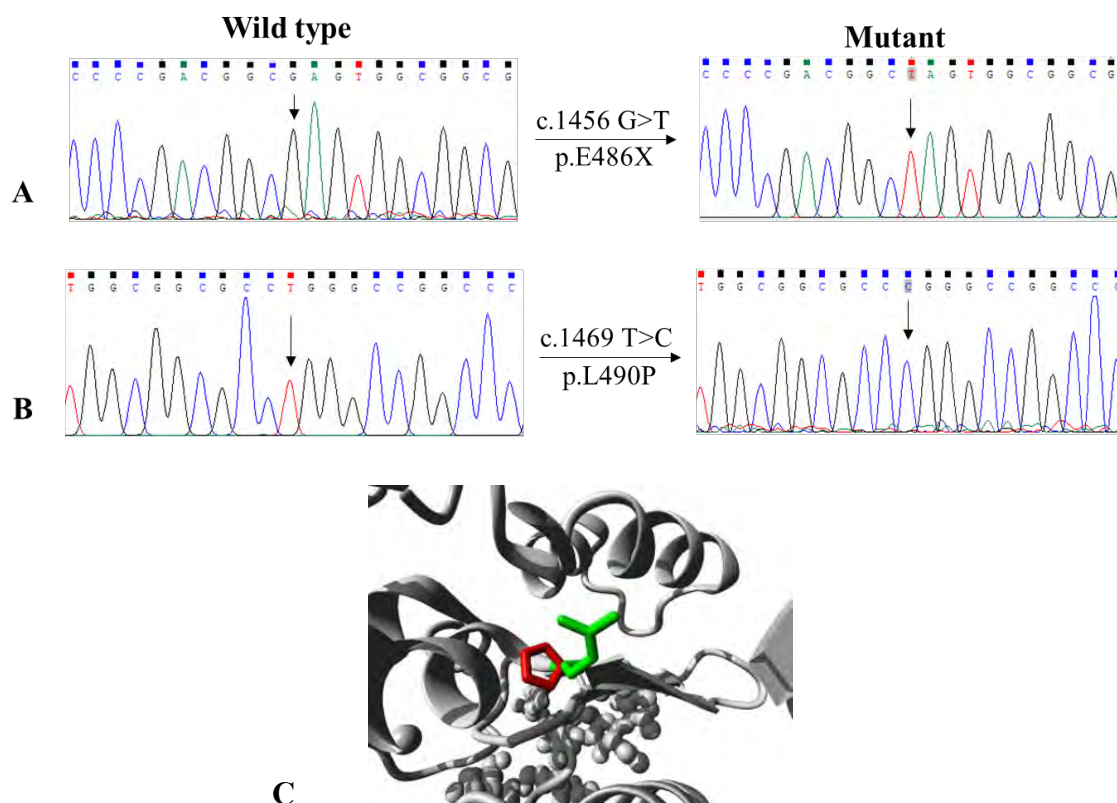 Wild type
Mutant
C C C C G A C G G C G A G T G G C G G C G
C C C C G A C G G C T A G T G G C G G C G
c.1456 G>T
p.E486X
A
T G G C G G C G C C T G G G C C G G C C C
T G G C G G C G C C C G G G C C G G C C C
c.1469 T>C
p.L490P
B
C